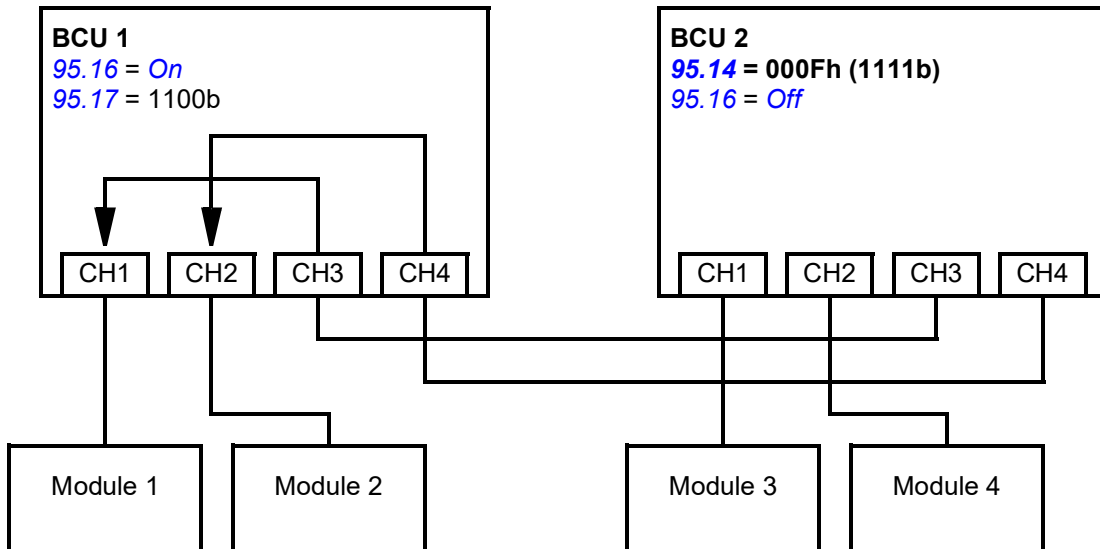 BCU 1
95.16 = On
95.17 = 1100b
CH1 CH2 CH3 CH4
BCU 2
95.14 = 000Fh (1111b)
95.16 = Off
CH1 CH2 CH3 CH4
Module 1
Module 2
Module 3
Module 4